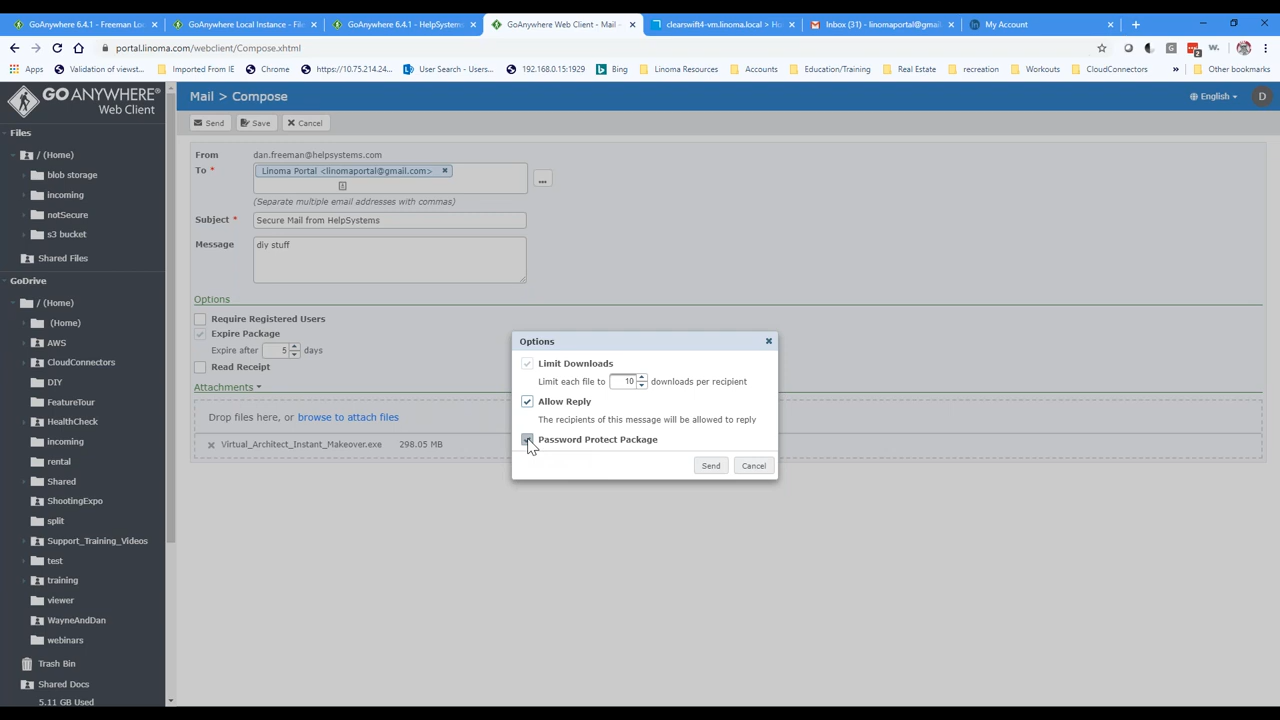 GoAnywhere 6.4.1 - Freeman Lo
GoAnywhere Local Instance - Fi
GoAnywhere 6.4.1 - HelpSystems
GoAnywhere Web Client - Mail
clearswift4-vm.linoma.local > Ho
Inbox (31) - linomaportal@gmail.
My Account
portal.linoma.com/webclient/Compose.xhtml
2
Apps
Validation of viewst...
Imported From IE
Chrome
https://10.75.214.24...
User Search - Users...
192.168.0.15:1929
Bing
Linoma Resources
Accounts
Education/Training
Real Estate
recreation
Workouts
CloudConnectors
»
Other bookmarks
GOANYWHERE®
Web Client
Mail > Compose
English
D
Send
Save
Cancel
Files
/ (Home)
blob storage
incoming
notSecure
s3 bucket
Shared Files
GoDrive
/ (Home)
(Home)
AWS
CloudConnectors
DIY
FeatureTour
HealthCheck
incoming
rental
Shared
ShootingExpo
split
Support_Training_Videos
test
training
viewer
WayneAndDan
webinars
Trash Bin
Shared Docs
5.11 GB Used
From dan.freeman@helpsystems.com
To * Linoma Portal <linomaportal@gmail.com>
...
(Separate multiple email addresses with commas)
Subject * Secure Mail from HelpSystems
Message diy stuff
Options
Require Registered Users
Expire Package
Expire after 5 days
Read Receipt
Attachments
Drop files here, or browse to attach files
Virtual_Architect_Instant_Makeover.exe 298.05 MB
Options
Limit Downloads
Limit each file to 10 downloads per recipient
Allow Reply
The recipients of this message will be allowed to reply
Password Protect Package
Send
Cancel